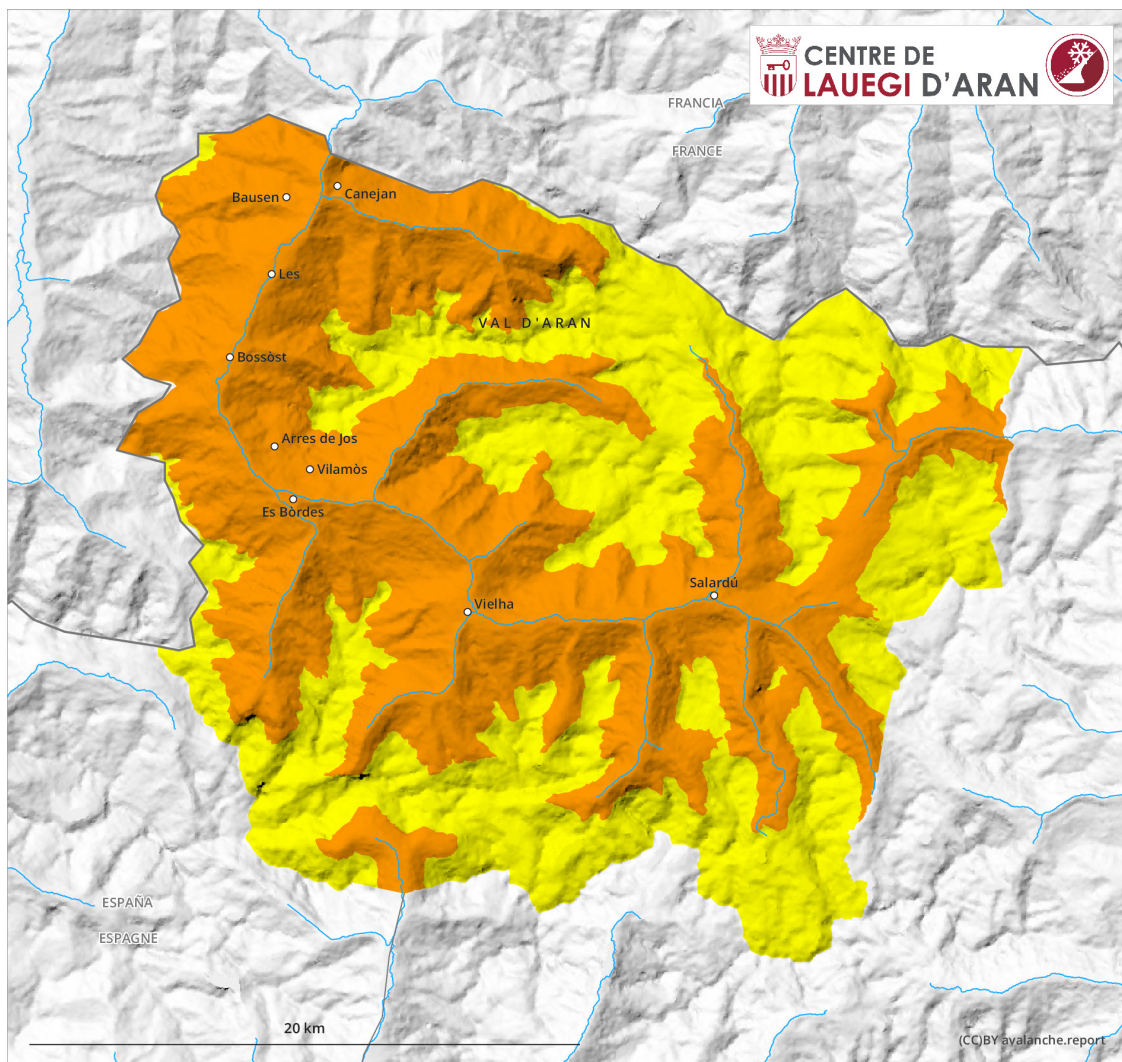 CENTRE DE
LAUEGI D'ARAN
FRANCIA
FRANCE
Bausen
Canejan
Les
VAL D'ARAN
Bossòst
Arres de Jos
Vilamòs
Es Bòrdes
Salardú
Vielha
ESPAÑA
ESPAGNE
20 km
(CC)BY avalanche.report